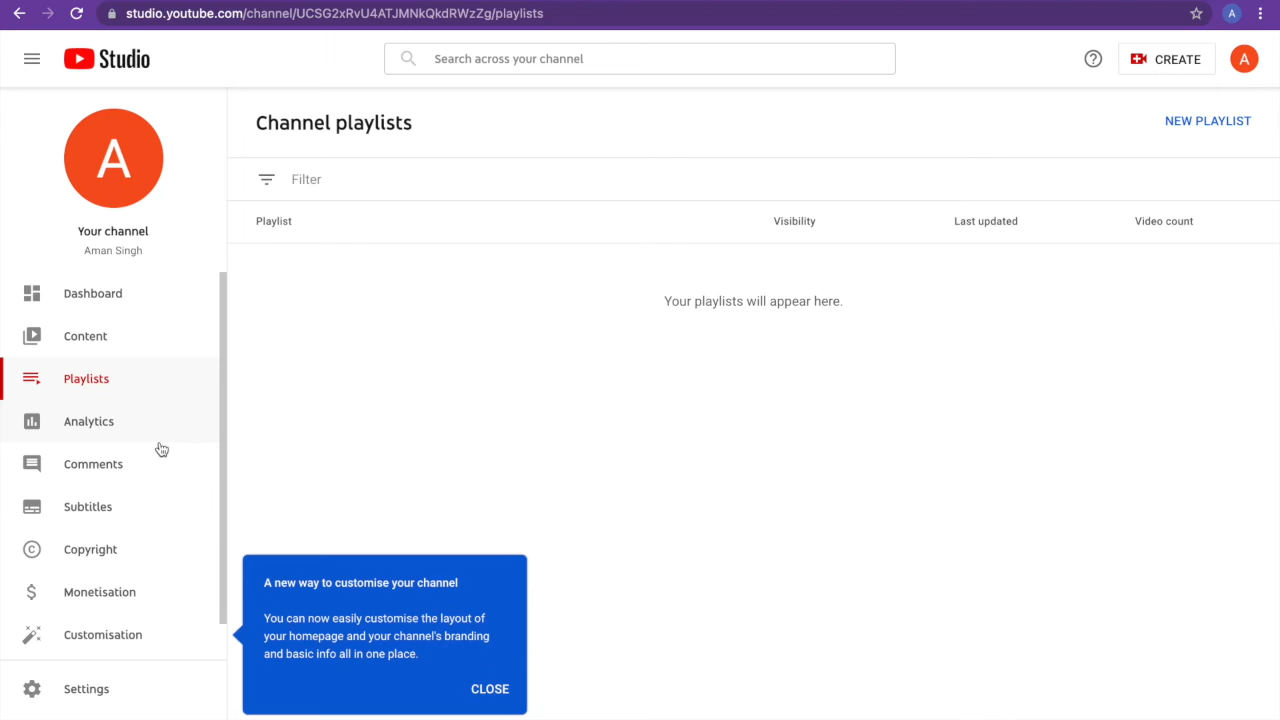 studio.youtube.com/channel/UCSG2xRvU4ATJMNkQkdRWzZg/playlists
A
Studio
Search across your channel
CREATE
A
A
Your channel
Aman Singh
Dashboard
Content
Playlists
Analytics
Comments
Subtitles
Copyright
Monetisation
Customisation
Settings
Channel playlists
NEW PLAYLIST
Filter
Playlist Visibility Last updated Video count
Your playlists will appear here.
A new way to customise your channel
You can now easily customise the layout of
your homepage and your channel's branding
and basic info all in one place.
CLOSE